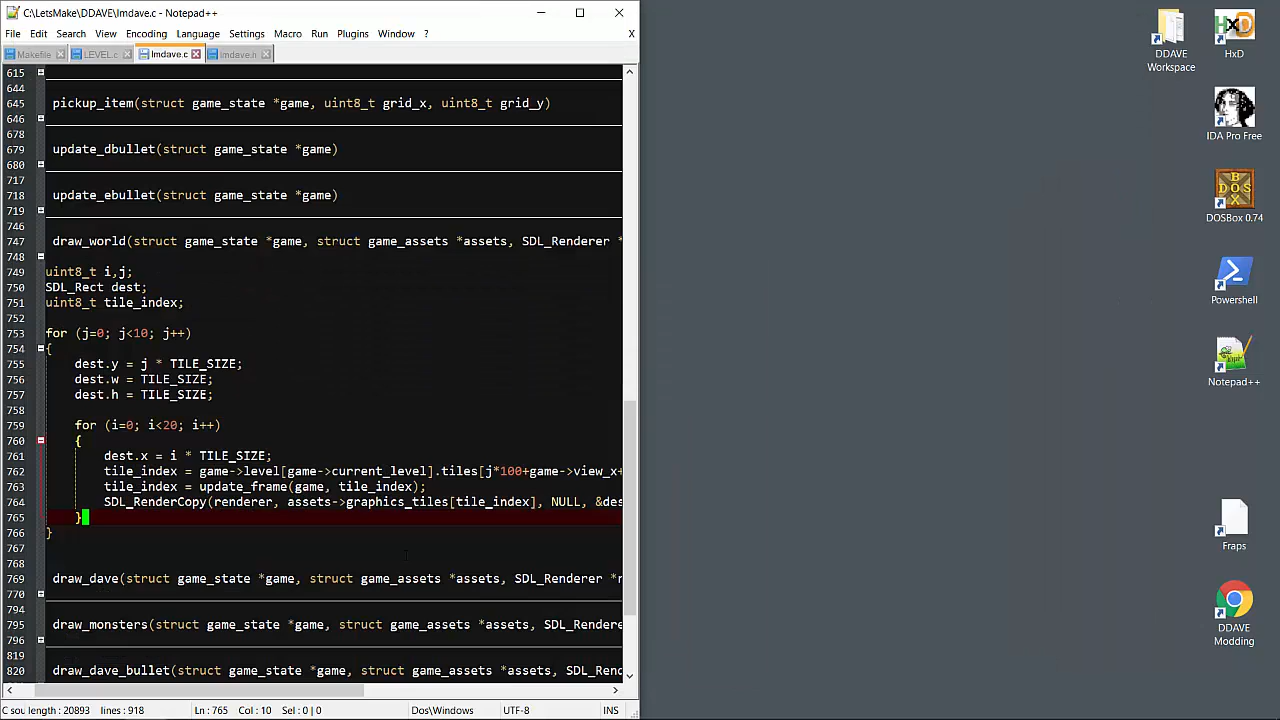 C:\LetsMake\DDAVE\lmdave.c - Notepad++
File Edit Search View Encoding Language Settings Macro Run Plugins Window ? X
Makefile LEVEL.c lmdave.c lmdave.h
615
644
645 pickup_item(struct game_state *game, uint8_t grid_x, uint8_t grid_y)
646
678
679 update_dbullet(struct game_state *game)
680
717
718 update_ebullet(struct game_state *game)
719
746
747 draw_world(struct game_state *game, struct game_assets *assets, SDL_Renderer *
748
749 uint8_t i,j;
750 SDL_Rect dest;
751 uint8_t tile_index;
752
753 for (j=0; j<10; j++)
754 {
755 dest.y = j * TILE_SIZE;
756 dest.w = TILE_SIZE;
757 dest.h = TILE_SIZE;
758
759 for (i=0; i<20; i++)
760 {
761 dest.x = i * TILE_SIZE;
762 tile_index = game->level[game->current_level].tiles[j*100+game->view_x+
763 tile_index = update_frame(game, tile_index);
764 SDL_RenderCopy(renderer, assets->graphics_tiles[tile_index], NULL, &des
765 }
766 }
767
768
769 draw_dave(struct game_state *game, struct game_assets *assets, SDL_Renderer *r
770
794
795 draw_monsters(struct game_state *game, struct game_assets *assets, SDL_Rendere
796
819
820 draw_dave_bullet(struct game_state *game, struct game_assets *assets, SDL_Ren
C sou length : 20893 lines : 918 Ln : 765 Col : 10 Sel : 0 | 0 Dos\Windows UTF-8 INS
DDAVE
Workspace
HxD
IDA Pro Free
DOSBox 0.74
Powershell
Notepad++
Fraps
DDAVE
Modding